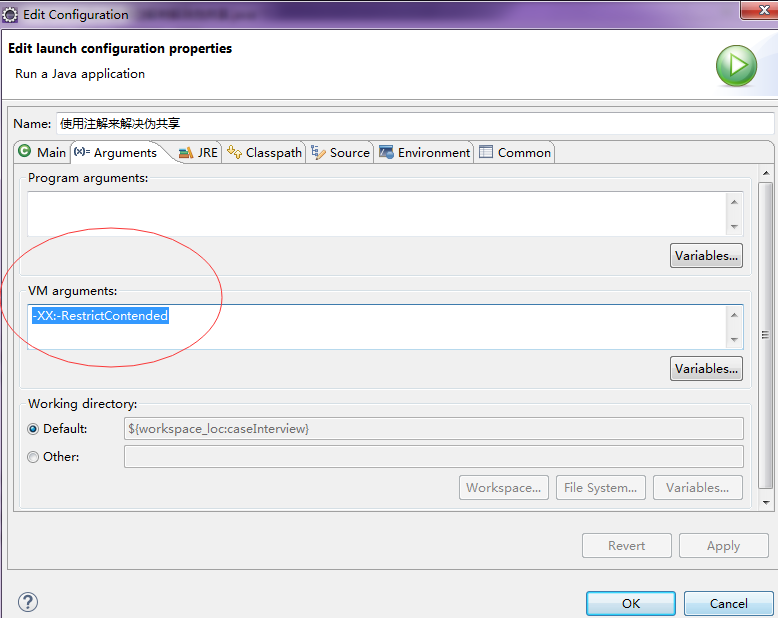 Edit Configuration
Edit launch configuration properties
Run a Java application
Name: 使用注解来解决伪共享
Main (x)= Arguments JRE Classpath Source Environment Common
Program arguments:
Variables...
VM arguments:
-XX:-RestrictContended
Variables...
Working directory:
Default: ${workspace_loc:caseInterview}
Other:
Workspace... File System... Variables...
Revert Apply
OK Cancel